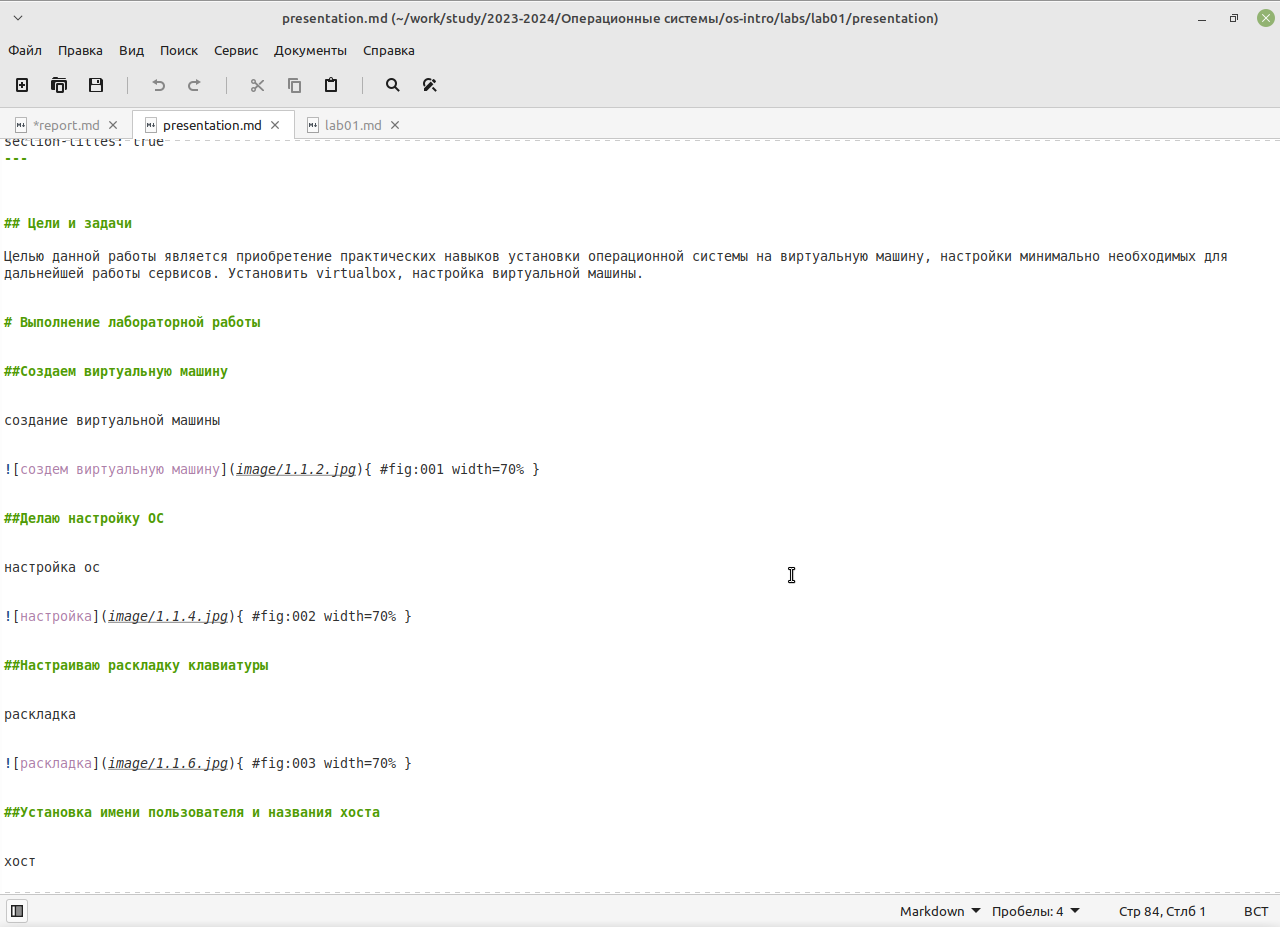 presentation.md (~/work/study/2023-2024/Операционные системы/os-intro/labs/lab01/presentation)
Файл Правка Вид Поиск Сервис Документы Справка
*report.md presentation.md lab01.md
section-titles: true
---
## Цели и задачи
Целью данной работы является приобретение практических навыков установки операционной системы на виртуальную машину, настройки минимально необходимых для
дальнейшей работы сервисов. Установить virtualbox, настройка виртуальной машины.
# Выполнение лабораторной работы
##Создаем виртуальную машину
создание виртуальной машины
![создем виртуальную машину](image/1.1.2.jpg){ #fig:001 width=70% }
##Делаю настройку ОС
настройка ос
![настройка](image/1.1.4.jpg){ #fig:002 width=70% }
##Настраиваю раскладку клавиатуры
раскладка
![раскладка](image/1.1.6.jpg){ #fig:003 width=70% }
##Установка имени пользователя и названия хоста
хост
Markdown Пробелы: 4 Стр 84, Стлб 1 ВСТ